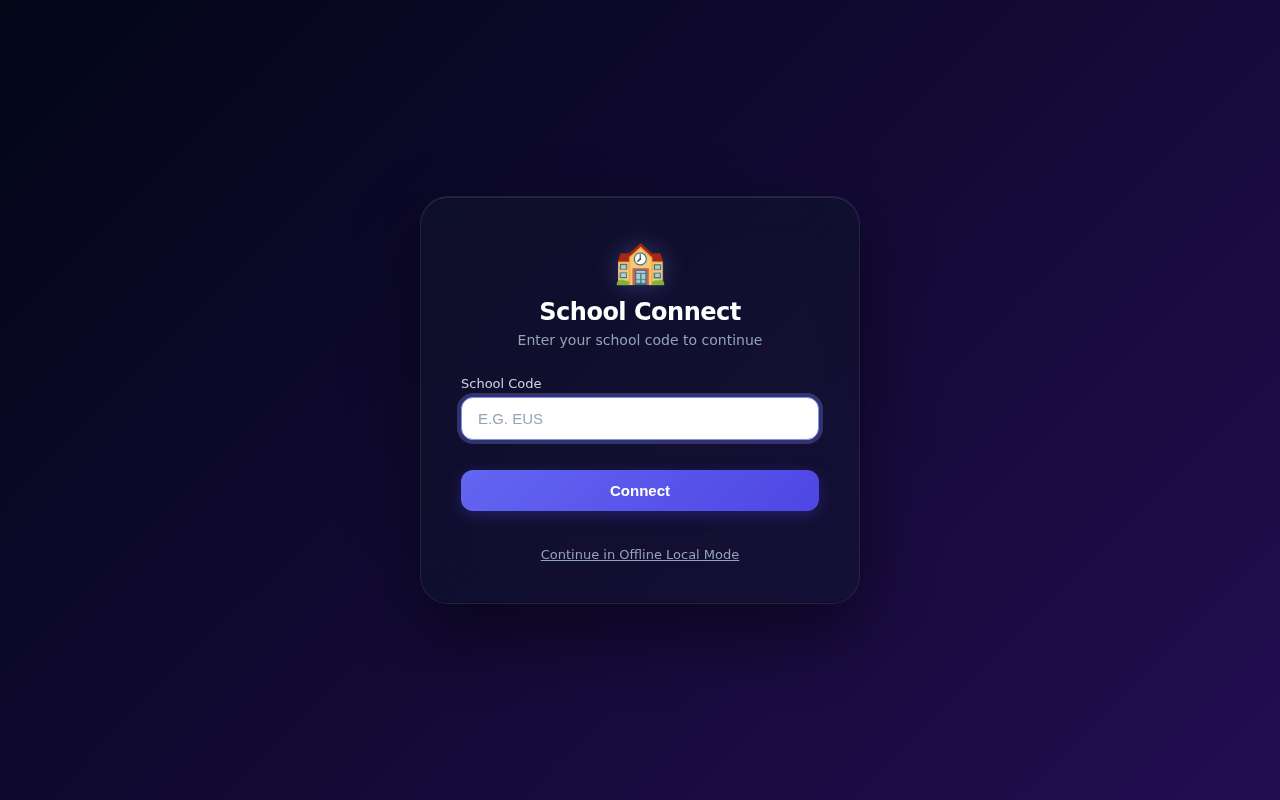 School Connect
Enter your school code to continue
School Code
E.G. EUS
Connect
Continue in Offline Local Mode